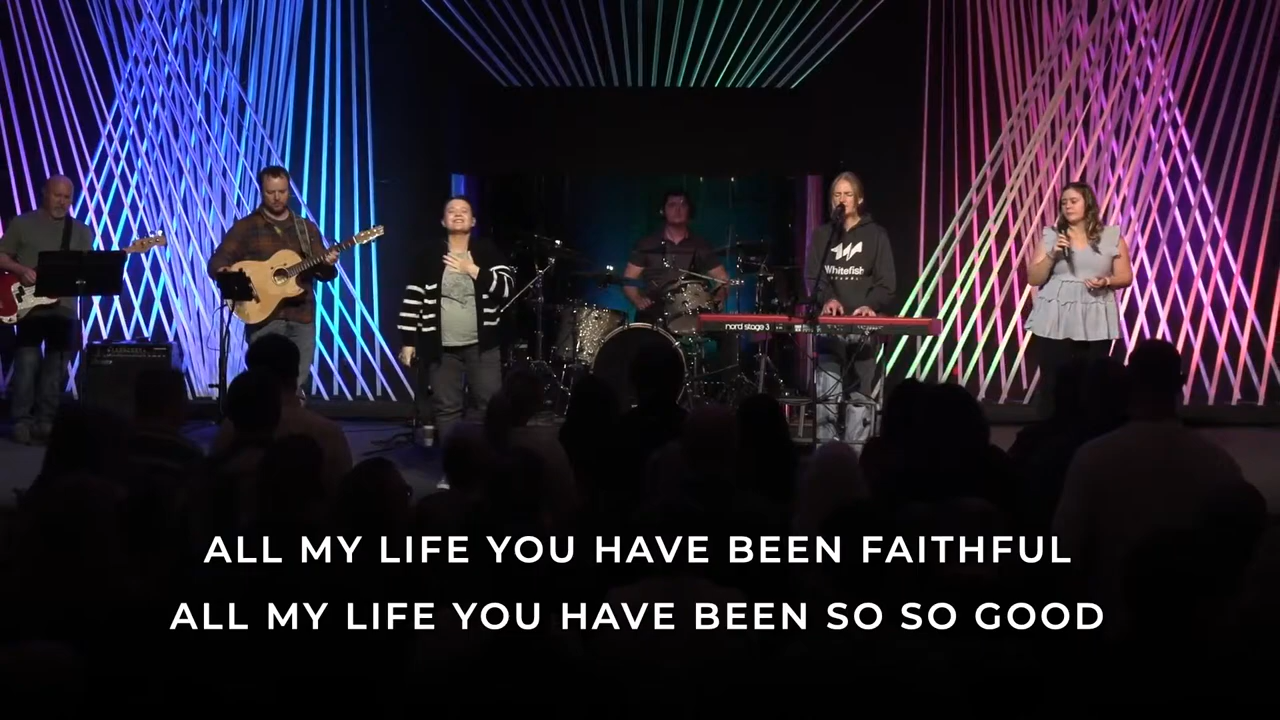 Whitefish
nord stage 3
ALL MY LIFE YOU HAVE BEEN FAITHFUL
ALL MY LIFE YOU HAVE BEEN SO SO GOOD